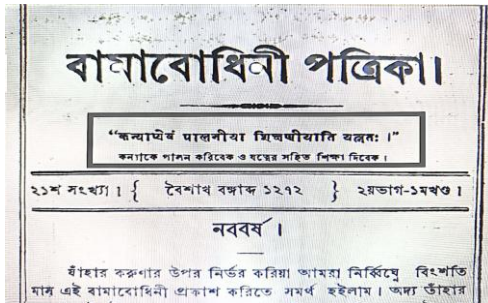 বামাবোধিনী পত্রিকা।
“কন্যাপ্যেবং পালনীয়া শিক্ষণীয়াতি যত্নতঃ।”
কন্যাকে পালন করিবেক ও যত্নের সহিত শিক্ষা দিবেক।
২১শ সংখ্যা। { বৈশাখ বঙ্গাব্দ ১২৭২ } ২য়ভাগ-১মখণ্ড।
নববর্ষ।
যাঁহার করুণার উপর নির্ভর করিয়া আমরা নির্ব্বিঘ্নে বিংশতি
মাস এই বামাবোধিনী প্রকাশ করিতে সমর্থ হইলাম। অদ্য তাঁহার